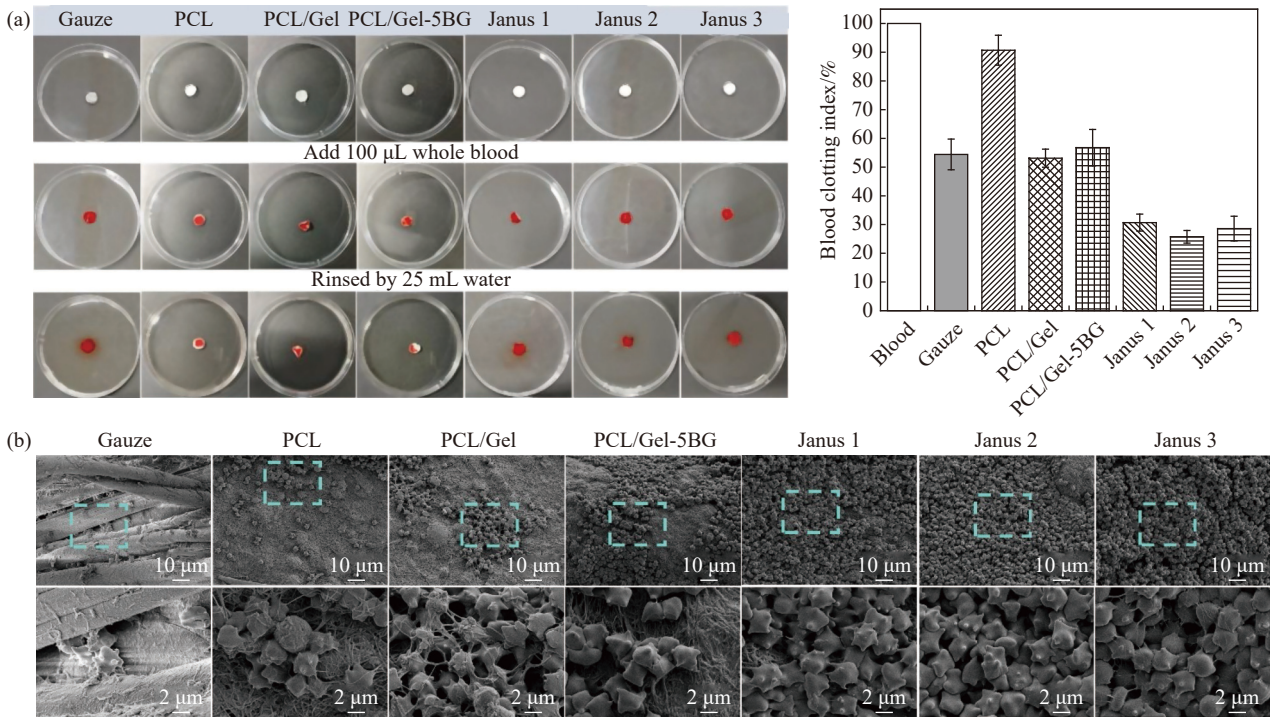 (a)
Gauze PCL PCL/Gel PCL/Gel-5BG Janus 1 Janus 2 Janus 3
Add 100 μL whole blood
Rinsed by 25 mL water
Blood clotting index/%
100
90
80
70
60
50
40
30
20
10
0
Blood
Gauze
PCL
PCL/Gel
PCL/Gel-5BG
Janus 1
Janus 2
Janus 3
(b)
Gauze PCL PCL/Gel PCL/Gel-5BG Janus 1 Janus 2 Janus 3
10 μm 10 μm 10 μm 10 μm 10 μm 10 μm 10 μm
2 μm 2 μm 2 μm 2 μm 2 μm 2 μm 2 μm